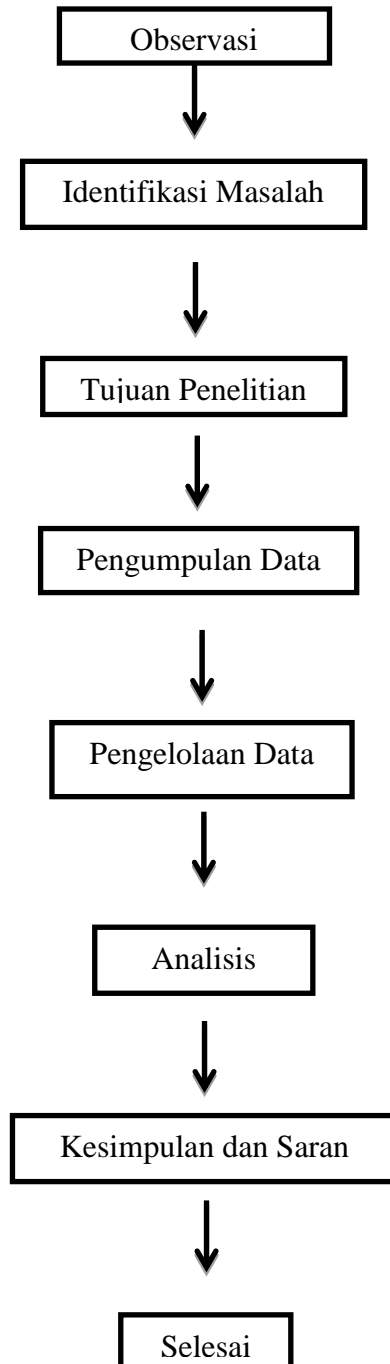 Observasi
Identifikasi Masalah
Tujuan Penelitian
Pengumpulan Data
Pengelolaan Data
Analisis
Kesimpulan dan Saran
Selesai